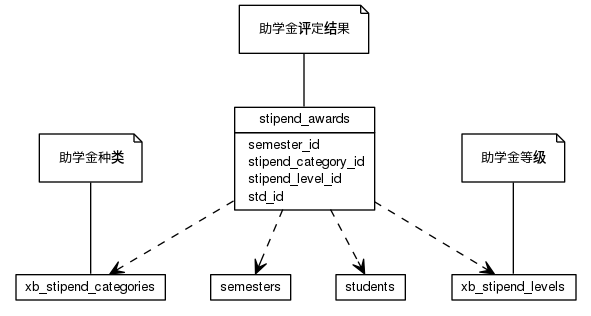 助学金评定结果
stipend_awards
semester_id
stipend_category_id
stipend_level_id
std_id
助学金种类
助学金等级
xb_stipend_categories
semesters
students
xb_stipend_levels